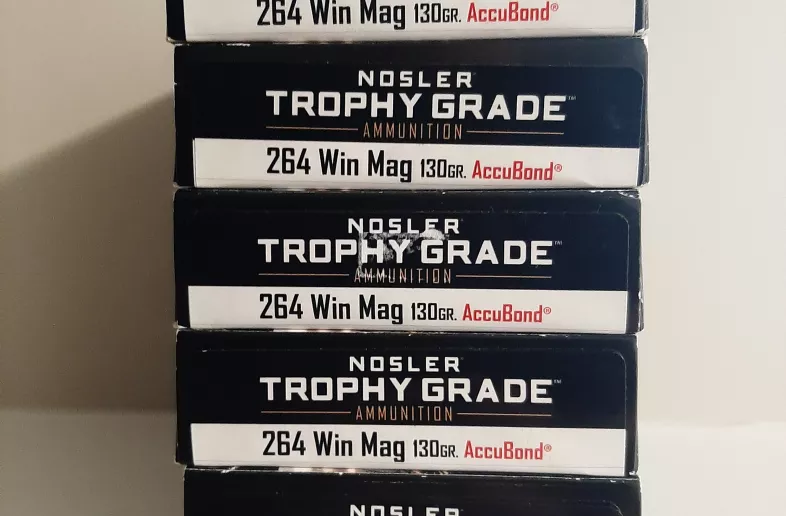 264 Win Mag 130GR. AccuBond®
NOSLER
TROPHY GRADE™
AMMUNITION
264 Win Mag 130GR. AccuBond®
NOSLER
TROPHY GRADE™
AMMUNITION
264 Win Mag 130GR. AccuBond®
NOSLER
TROPHY GRADE™
AMMUNITION
264 Win Mag 130GR. AccuBond®
NOSLER